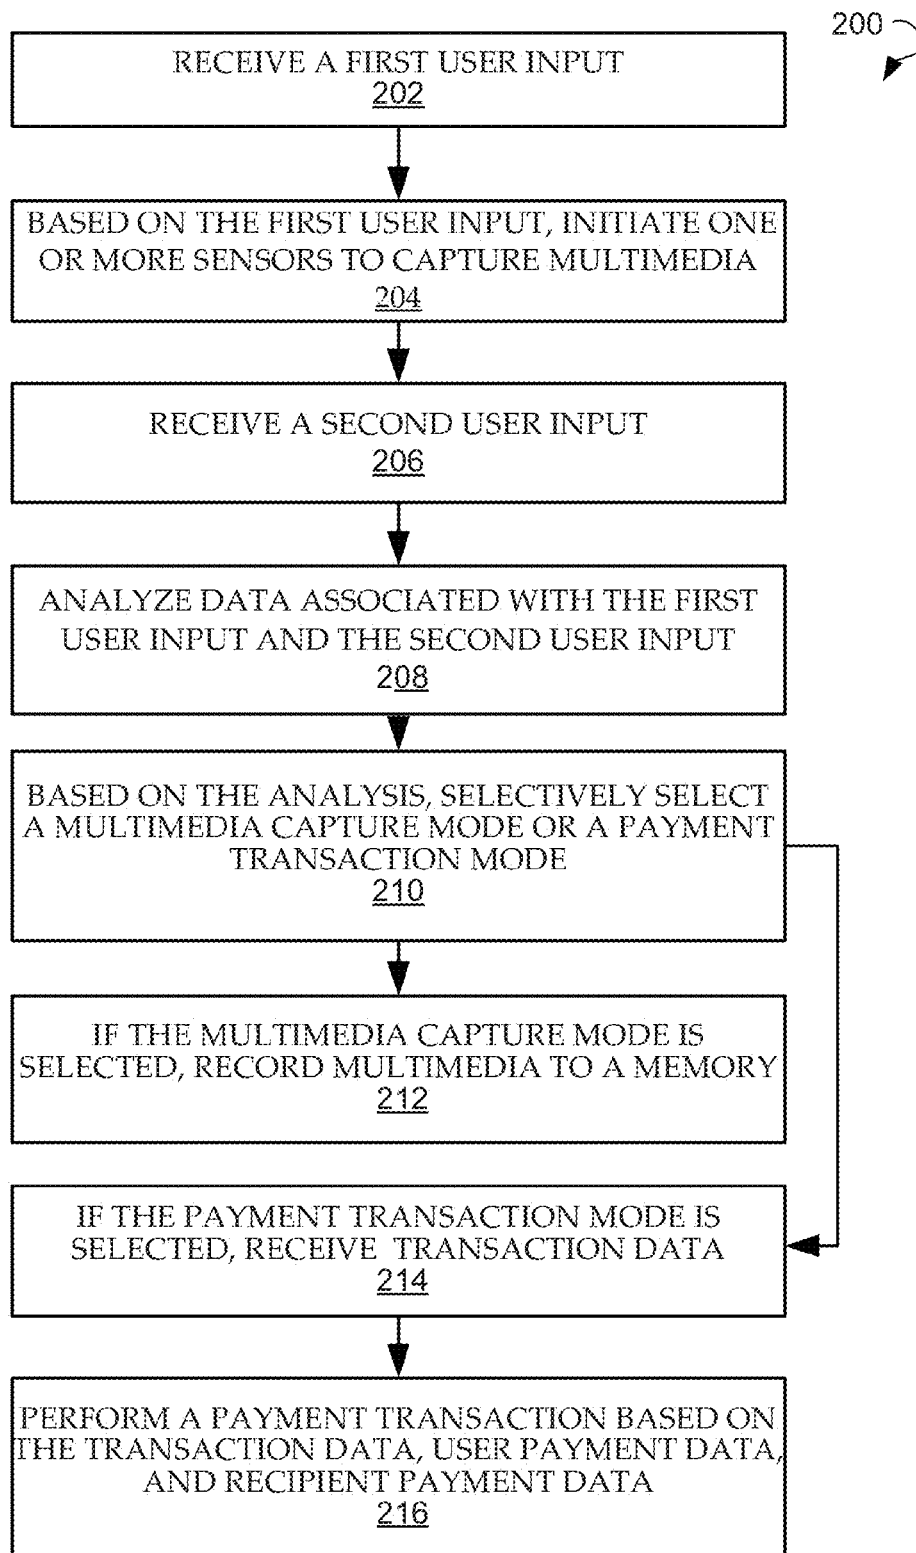 200
RECEIVE A FIRST USER INPUT
202
BASED ON THE FIRST USER INPUT, INITIATE ONE
OR MORE SENSORS TO CAPTURE MULTIMEDIA
204
RECEIVE A SECOND USER INPUT
206
ANALYZE DATA ASSOCIATED WITH THE FIRST
USER INPUT AND THE SECOND USER INPUT
208
BASED ON THE ANALYSIS, SELECTIVELY SELECT
A MULTIMEDIA CAPTURE MODE OR A PAYMENT
TRANSACTION MODE
210
IF THE MULTIMEDIA CAPTURE MODE IS
SELECTED, RECORD MULTIMEDIA TO A MEMORY
212
IF THE PAYMENT TRANSACTION MODE IS
SELECTED, RECEIVE TRANSACTION DATA
214
PERFORM A PAYMENT TRANSACTION BASED ON
THE TRANSACTION DATA, USER PAYMENT DATA,
AND RECIPIENT PAYMENT DATA
216